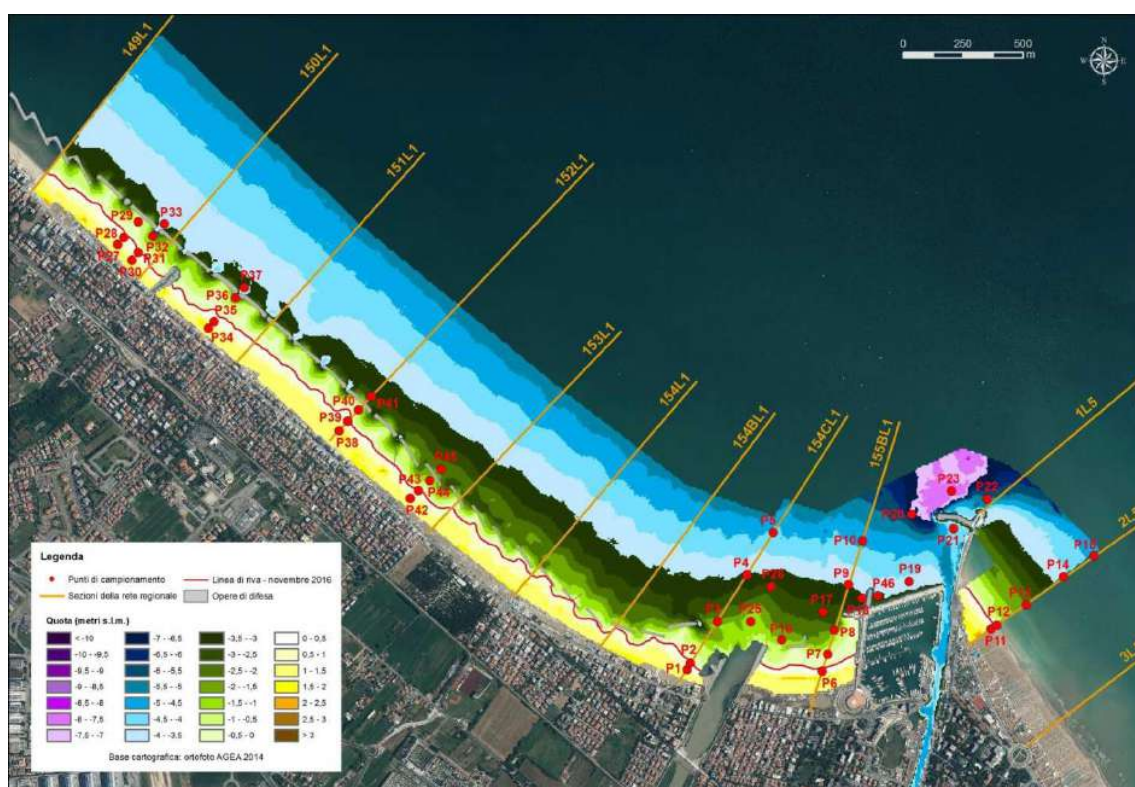 149L1
150L1
151L1
152L1
153L1
154L1
154BL1
154CL1
155BL1
1L5
0 250 500
m
N
W E
S
P29
P33
P28
P32
P27
P31
P30
P37
P36
P35
P34
P40
P41
P39
P38
P45
P43
P44
P42
P23
P22
P20
P21
P5
P10
P15
P14
P4
P26
P9
P46
P19
P18
P17
P13
P3
P25
P16
P8
P12
P11
P7
P2
P1
P6
Legenda
Punti di campionamento Linea di riva - novembre 2016
Sezioni della rete regionale Opere di difesa
Quota (metri s.l.m.)
< -10 -7 - -6,5 -3,5 - -3 0 - 0,5
-10 - -9,5 -6,5 - -6 -3 - -2,5 0,5 - 1
-9,5 - -9 -6 - -5,5 -2,5 - -2 1 - 1,5
-9 - -8,5 -5,5 - -5 -2 - -1,5 1,5 - 2
-8,5 - -8 -5 - -4,5 -1,5 - -1 2 - 2,5
-8 - -7,5 -4,5 - -4 -1 - -0,5 2,5 - 3
-7,5 - -7 -4 - -3,5 -0,5 - 0 > 3
Base cartografica: ortofoto AGEA 2014